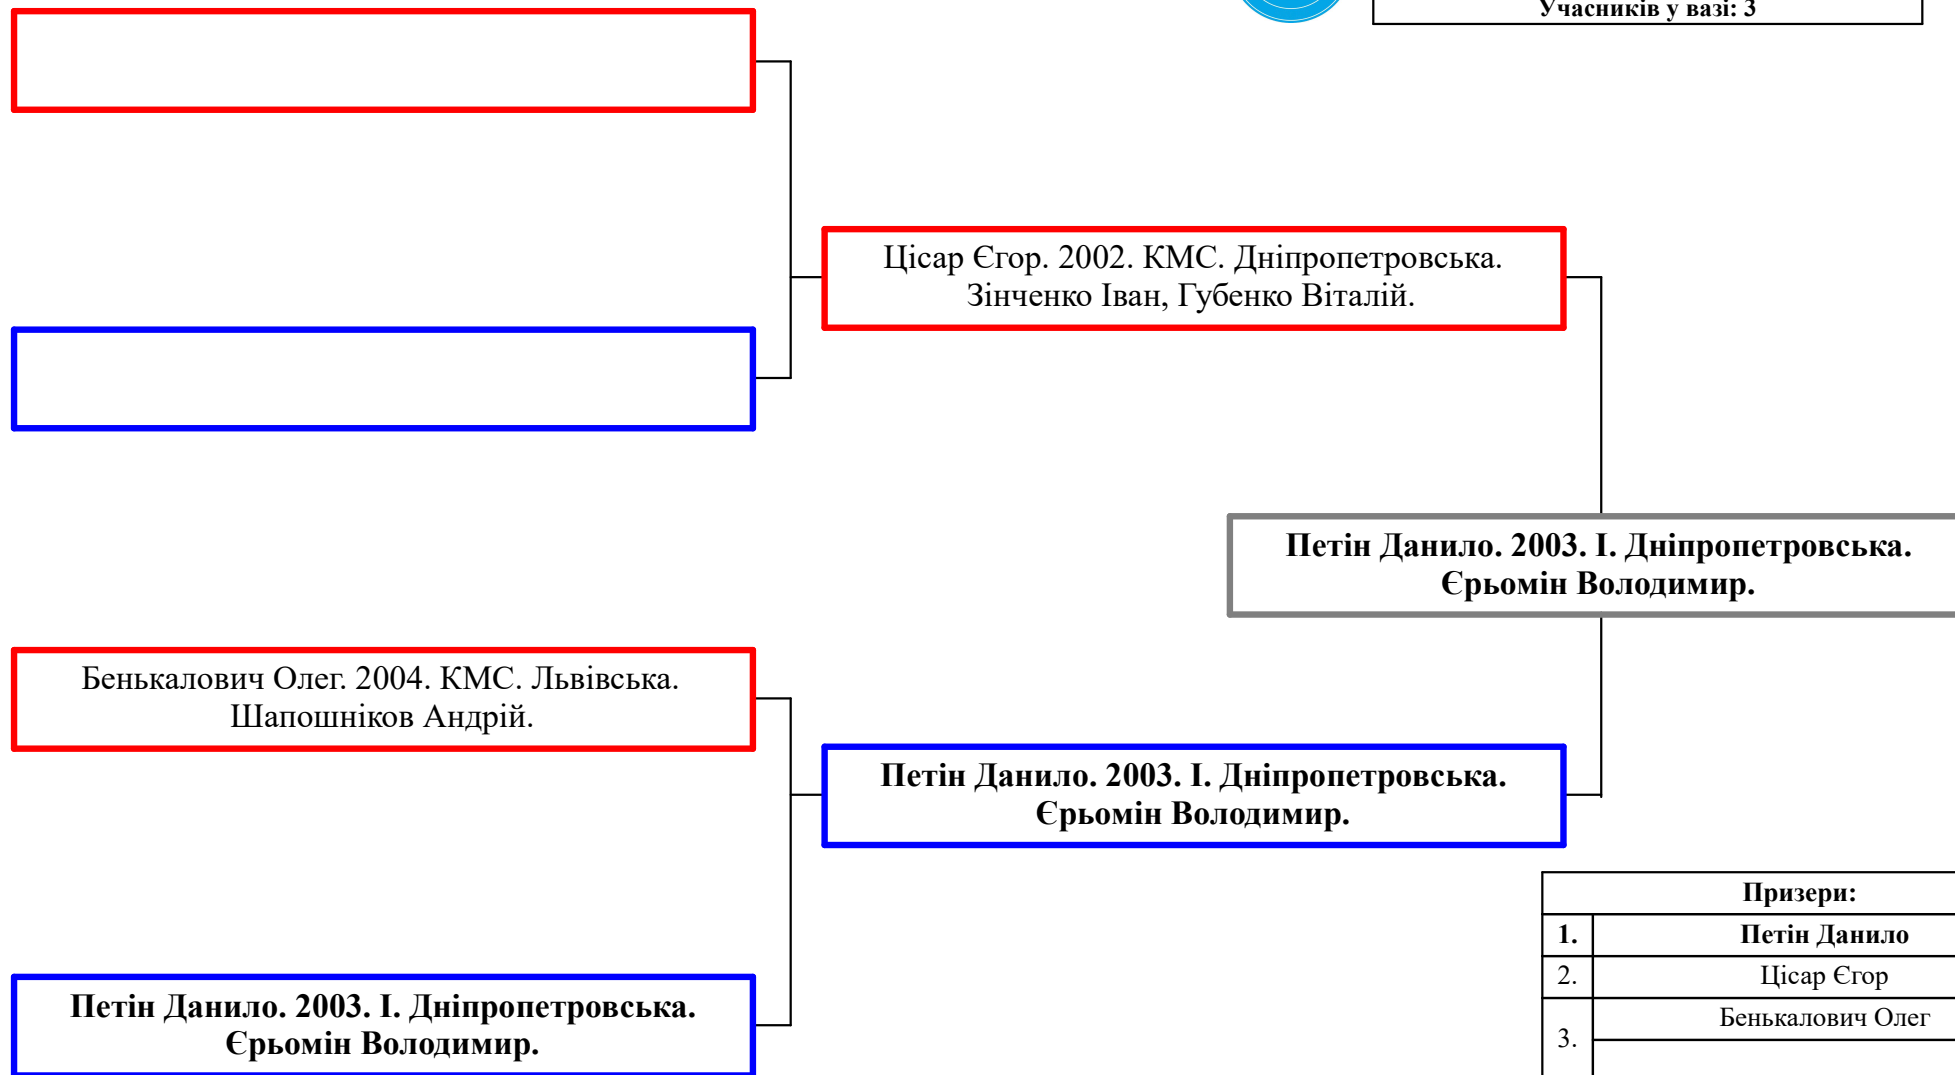 Учасників у вазі: 3
Цісар Єгор. 2002. КМС. Дніпропетровська.
Зінченко Іван, Губенко Віталій.
Петін Данило. 2003. І. Дніпропетровська.
Єрьомін Володимир.
Бенькалович Олег. 2004. КМС. Львівська.
Шапошніков Андрій.
Петін Данило. 2003. І. Дніпропетровська.
Єрьомін Володимир.
Призери:
1. Петін Данило
2. Цісар Єгор
3. Бенькалович Олег
Петін Данило. 2003. І. Дніпропетровська.
Єрьомін Володимир.